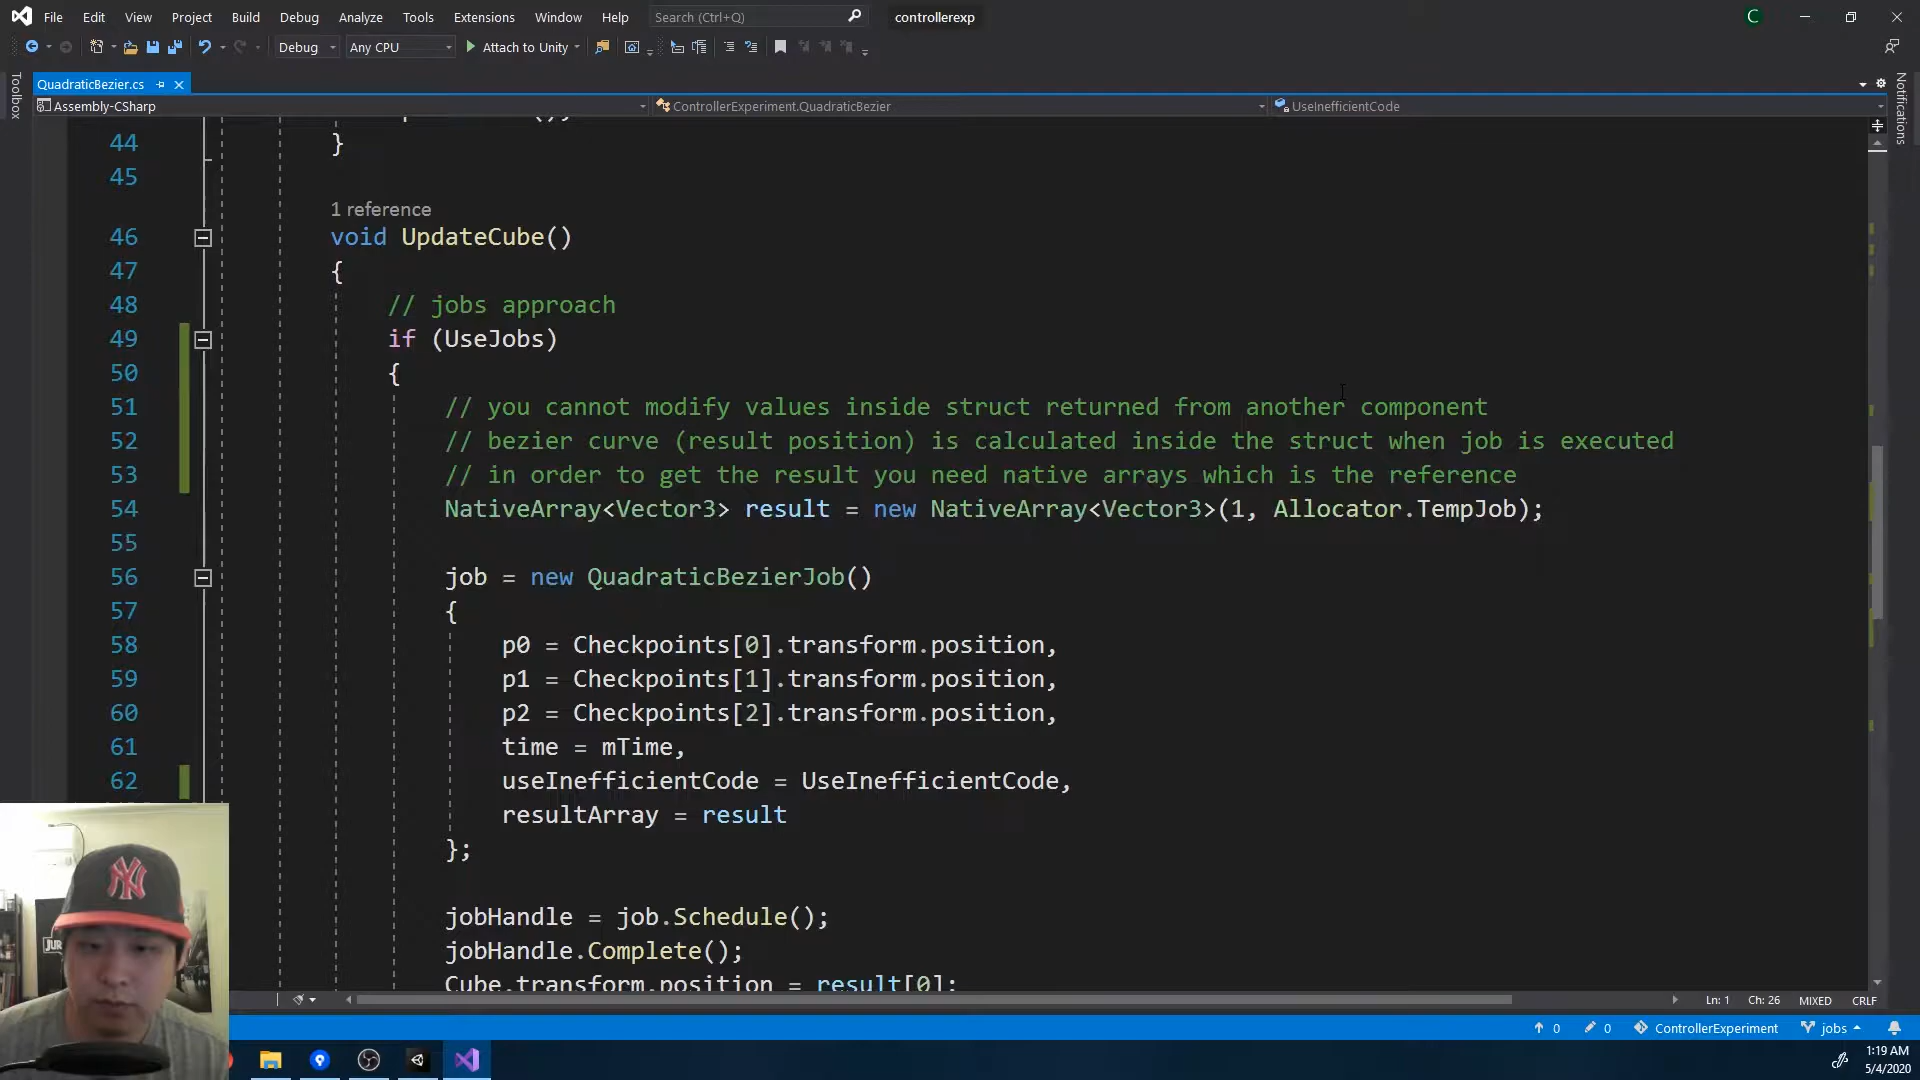 File Edit View Project Build Debug Analyze Tools Extensions Window Help Search (Ctrl+Q) controllerexp C
Debug Any CPU Attach to Unity
QuadraticBezier.cs
Assembly-CSharp ControllerExperiment.QuadraticBezier UseInefficientCode
Toolbox
Notifications
44 }
45
1 reference
46 void UpdateCube()
47 {
48 // jobs approach
49 if (UseJobs)
50 {
51 // you cannot modify values inside struct returned from another component
52 // bezier curve (result position) is calculated inside the struct when job is executed
53 // in order to get the result you need native arrays which is the reference
54 NativeArray<Vector3> result = new NativeArray<Vector3>(1, Allocator.TempJob);
55
56 job = new QuadraticBezierJob()
57 {
58 p0 = Checkpoints[0].transform.position,
59 p1 = Checkpoints[1].transform.position,
60 p2 = Checkpoints[2].transform.position,
61 time = mTime,
62 useInefficientCode = UseInefficientCode,
resultArray = result
};
jobHandle = job.Schedule();
jobHandle.Complete();
Cube.transform.position = result[0];
Ln: 1 Ch: 26 MIXED CRLF
0 0 ControllerExperiment jobs
1:19 AM
5/4/2020